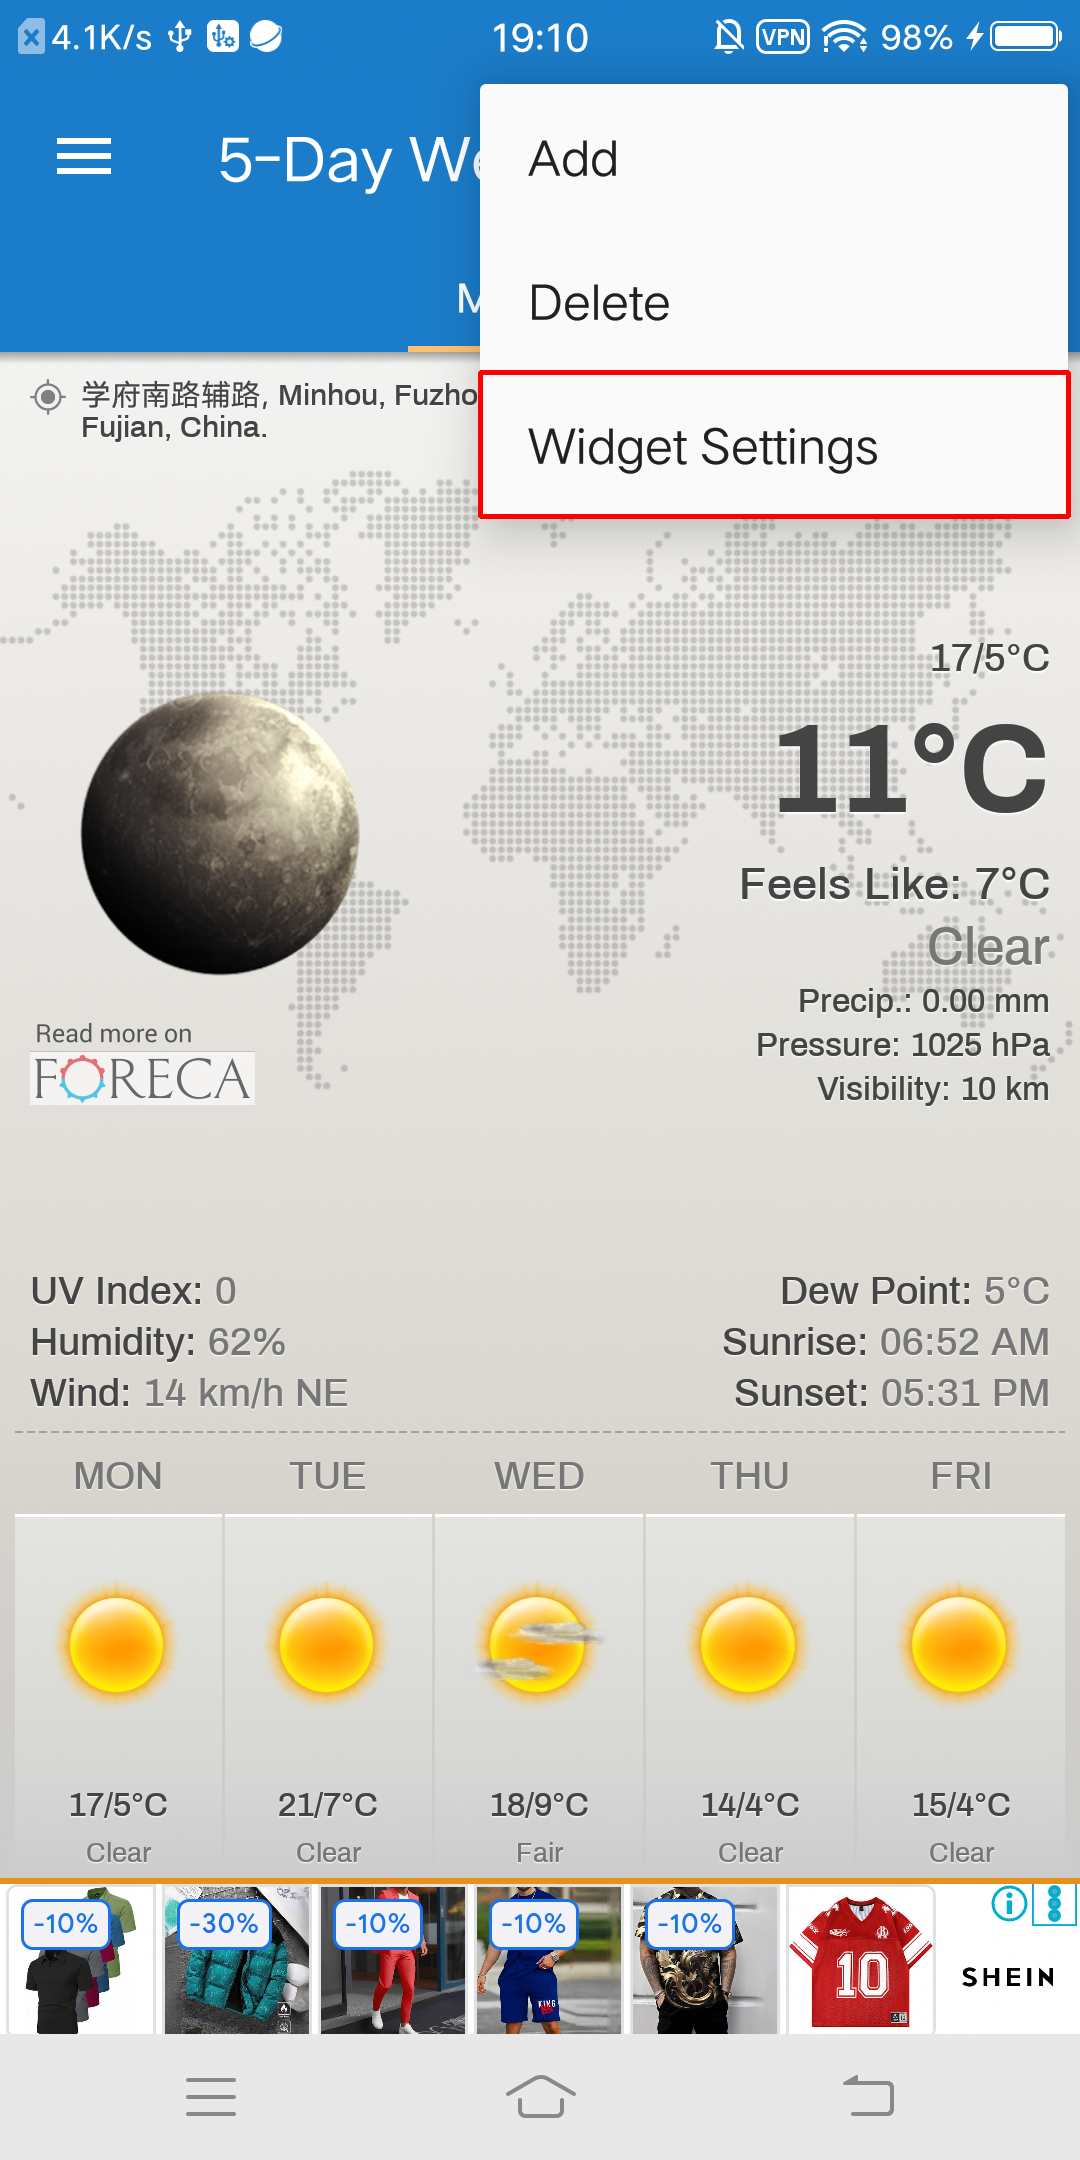 4.1K/s 19:10 VPN 98%
5-Day We
Add
Delete
Widget Settings
M
学府南路辅路, Minhou, Fuzho
Fujian, China.
17/5°C
11°C
Feels Like: 7°C
Clear
Precip.: 0.00 mm
Pressure: 1025 hPa
Visibility: 10 km
Read more on
FORECA
UV Index: 0
Humidity: 62%
Wind: 14 km/h NE
Dew Point: 5°C
Sunrise: 06:52 AM
Sunset: 05:31 PM
MON TUE WED THU FRI
17/5°C 21/7°C 18/9°C 14/4°C 15/4°C
Clear Clear Fair Clear Clear
-10% -30% -10% -10% -10%
KING
10
SHEIN